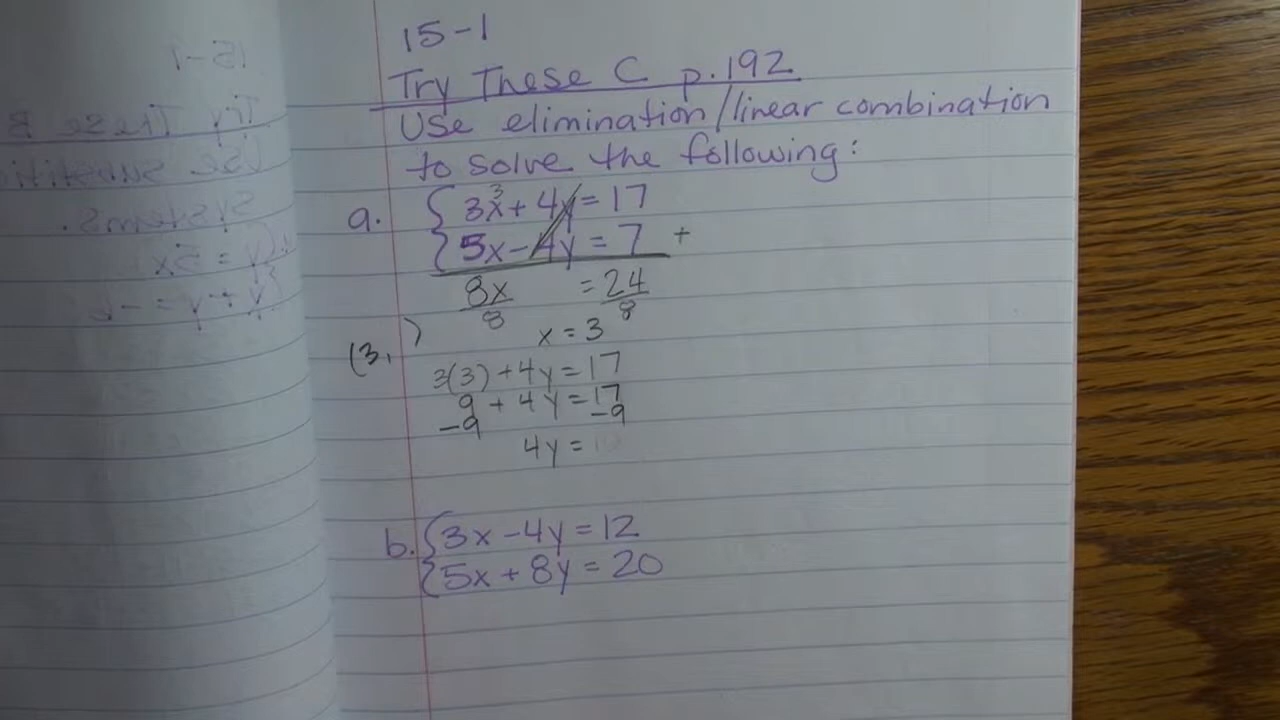 15-1
Try These C p.192
Use elimination/linear combination
to solve the following:
a. { 3x + 4y = 17
3
5x - 4y = 7 +
8x = 24
8 8
x = 3
(3, )
3(3) + 4y = 17
9 + 4y = 17
-9 -9
4y =
b. { 3x - 4y = 12
5x + 8y = 20